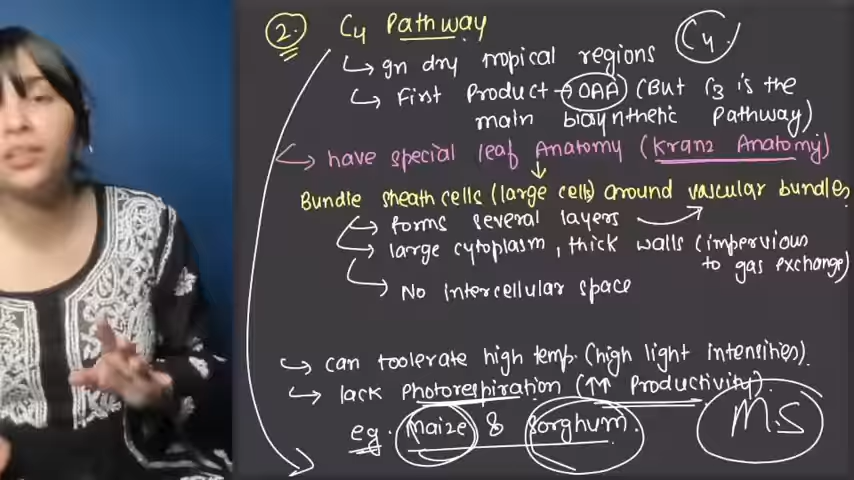 2. C4 Pathway
C4
gn dry tropical regions
First Product → OAA (But C3 is the
main biosynthetic Pathway)
have special leaf Anatomy (Kranz Anatomy)
Bundle sheath cells (large cells) around vascular bundles
forms several layers
large cytoplasm, thick walls (impervious
to gas exchange)
No intercellular space
can toolerate high temp. (high light intensities).
lack Photorespiration (↑↑ Productivity).
eg. Maize & Sorghum.
M.S